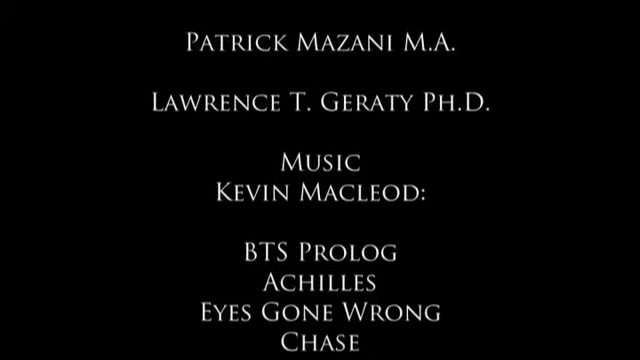 Patrick Mazani M.A.
Lawrence T. Geraty Ph.D.
Music
Kevin Macleod:
BTS Prolog
Achilles
Eyes Gone Wrong
Chase